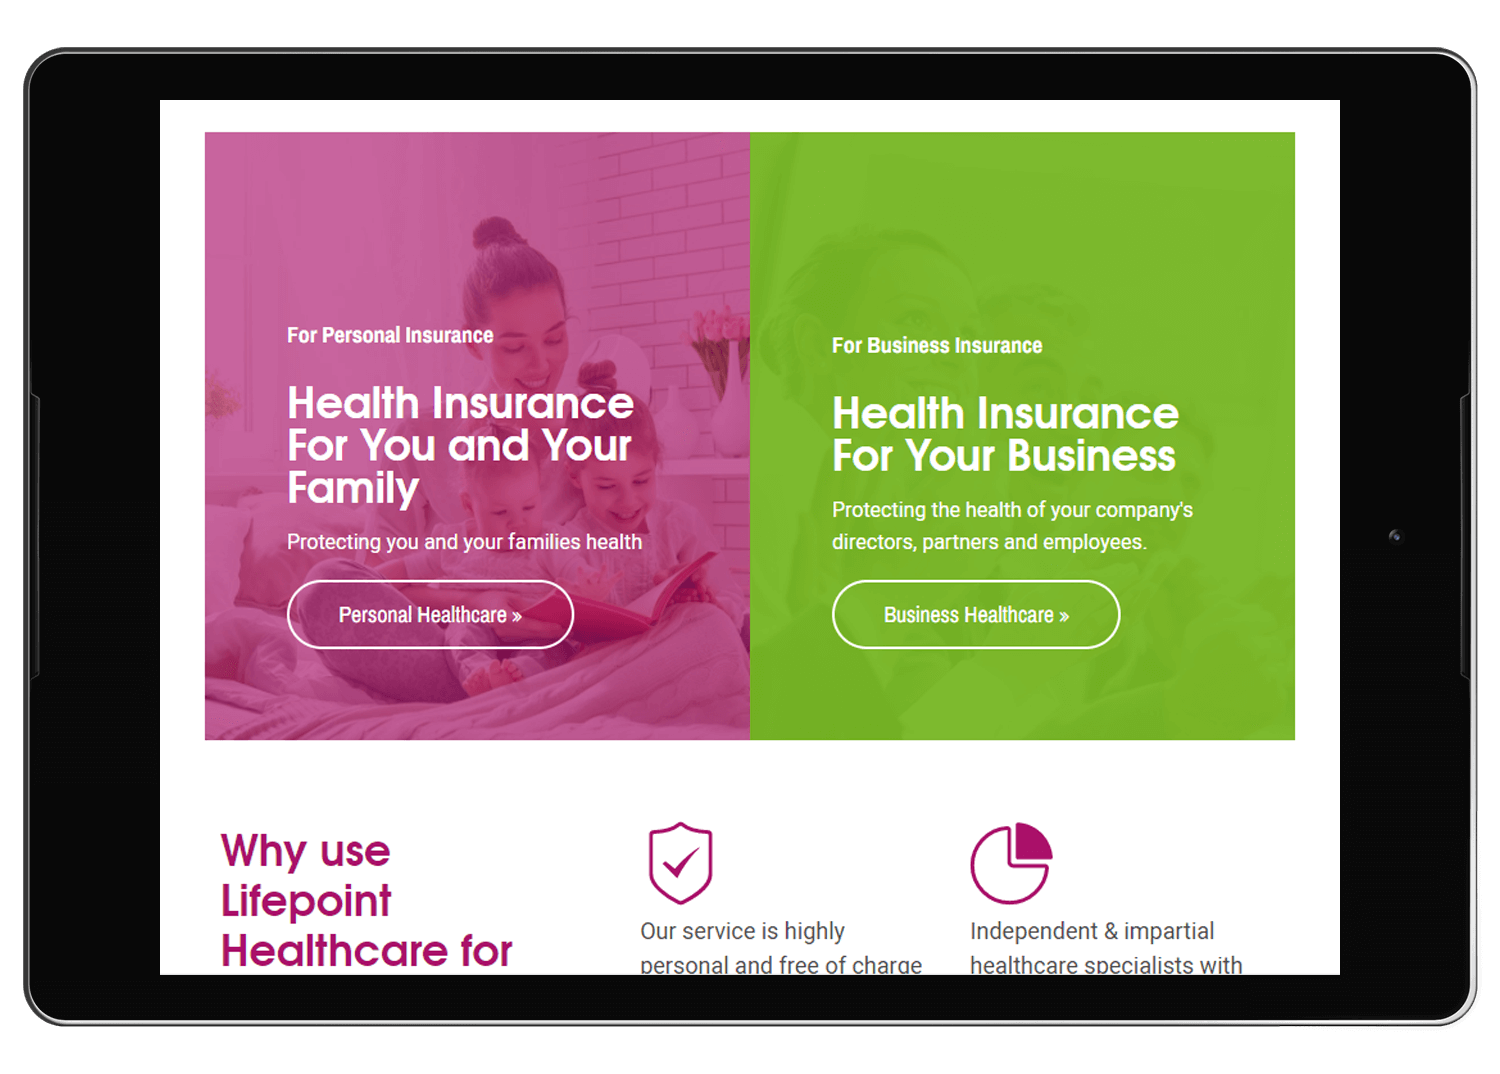 For Personal Insurance
Health Insurance
For You and Your
Family
Protecting you and your families health
Personal Healthcare »
For Business Insurance
Health Insurance
For Your Business
Protecting the health of your company's
directors, partners and employees.
Business Healthcare »
Why use
Lifepoint
Healthcare for
Our service is highly
personal and free of charge
Independent & impartial
healthcare specialists with